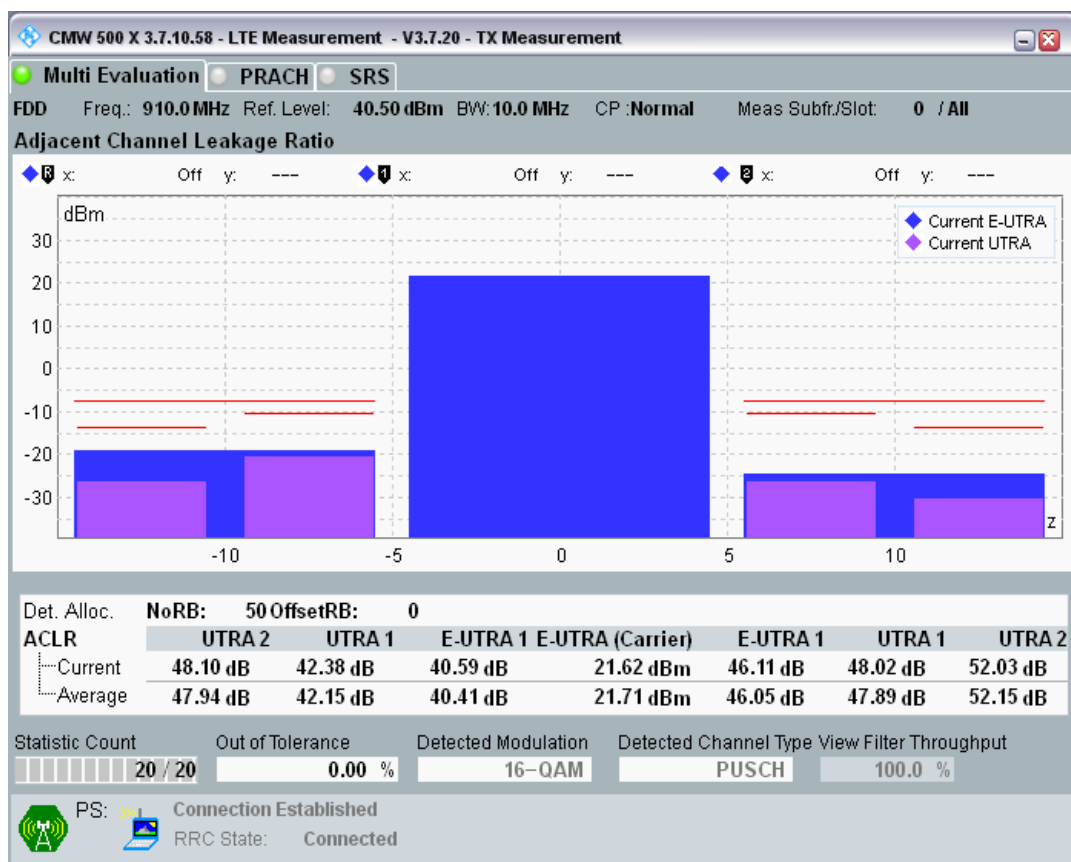 CMW 500 X 3.7.10.58 - LTE Measurement - V3.7.20 - TX Measurement
Multi Evaluation PRACH SRS
FDD Freq.: 910.0 MHz Ref. Level: 40.50 dBm BW: 10.0 MHz CP :Normal Meas Subfr./Slot: 0 / All
Adjacent Channel Leakage Ratio
R x: Off y: --- 1 x: Off y: --- 2 x: Off y: ---
dBm
Current E-UTRA
Current UTRA
30
20
10
0
-10
-20
-30
z
-10 -5 0 5 10
Det. Alloc. NoRB: 50 OffsetRB: 0
ACLR UTRA 2 UTRA 1 E-UTRA 1 E-UTRA (Carrier) E-UTRA 1 UTRA 1 UTRA 2
Current 48.10 dB 42.38 dB 40.59 dB 21.62 dBm 46.11 dB 48.02 dB 52.03 dB
Average 47.94 dB 42.15 dB 40.41 dB 21.71 dBm 46.05 dB 47.89 dB 52.15 dB
Statistic Count Out of Tolerance Detected Modulation Detected Channel Type View Filter Throughput
20 / 20 0.00 % 16-QAM PUSCH 100.0 %
PS: Connection Established
RRC State: Connected